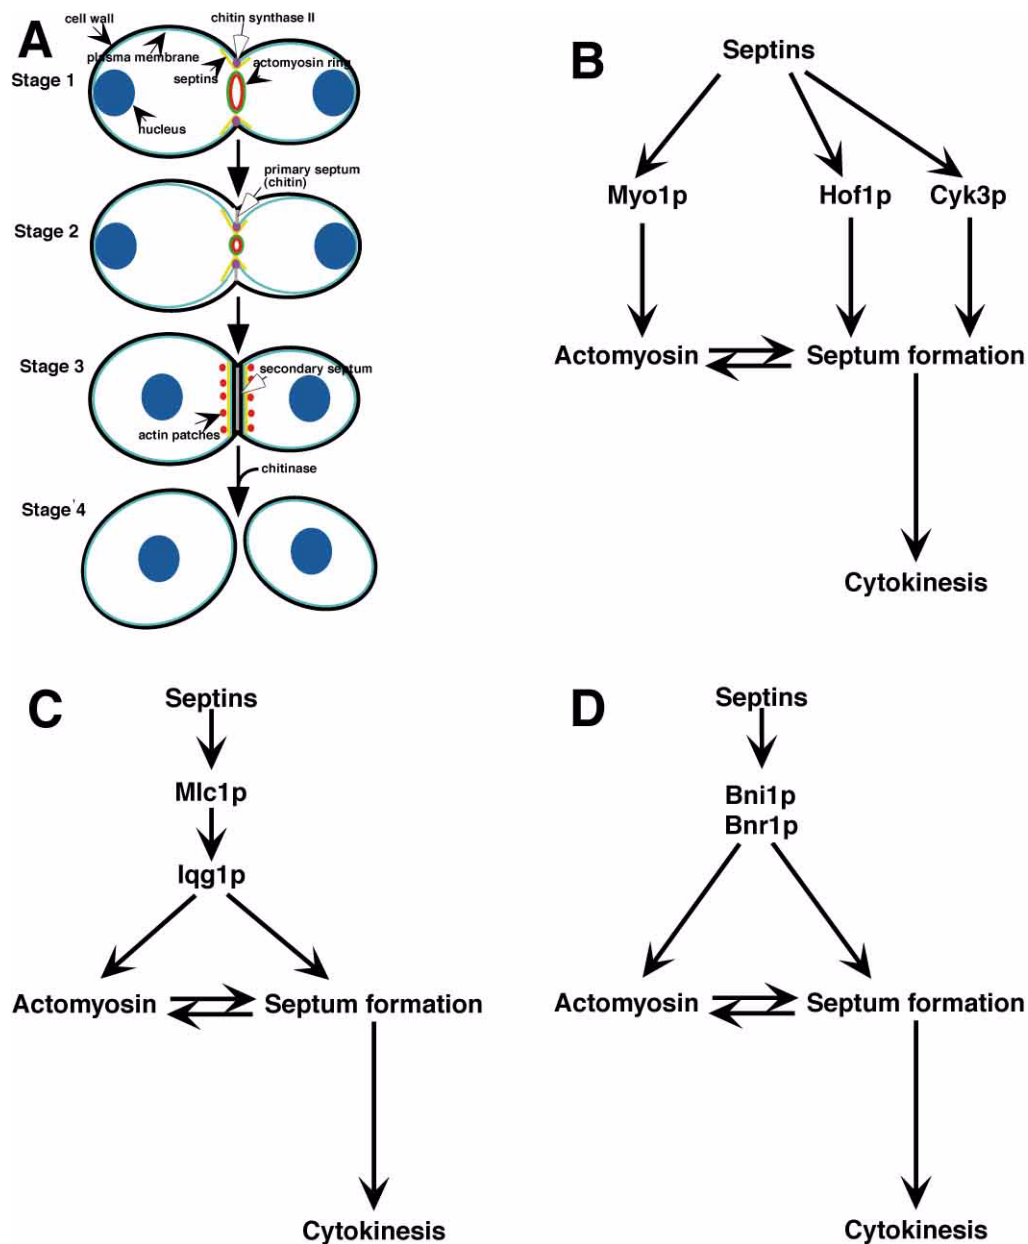 A
cell wall
chitin synthase II
plasma membrane
actomyosin ring
Stage 1
septins
nucleus
primary septum
(chitin)
Stage 2
Stage 3
secondary septum
actin patches
chitinase
Stage 4
B
Septins
Myo1p
Hof1p
Cyk3p
Actomyosin
Septum formation
Cytokinesis
C
Septins
Mlc1p
Iqg1p
Actomyosin
Septum formation
Cytokinesis
D
Septins
Bni1p
Bnr1p
Actomyosin
Septum formation
Cytokinesis